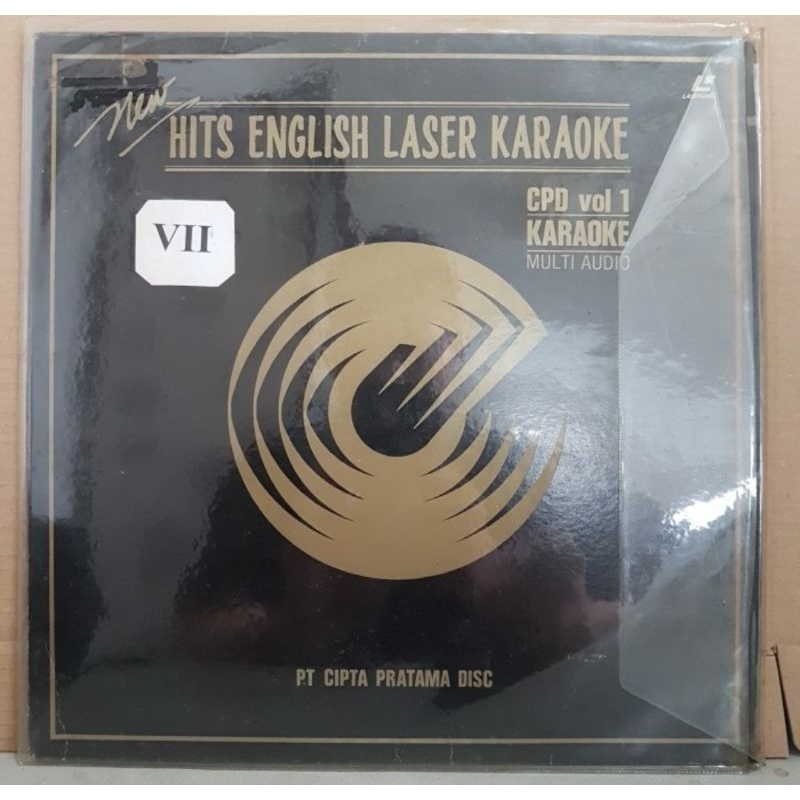 New
HITS ENGLISH LASER KARAOKE
CPD vol 1
KARAOKE
MULTI AUDIO
VII
PT CIPTA PRATAMA DISC